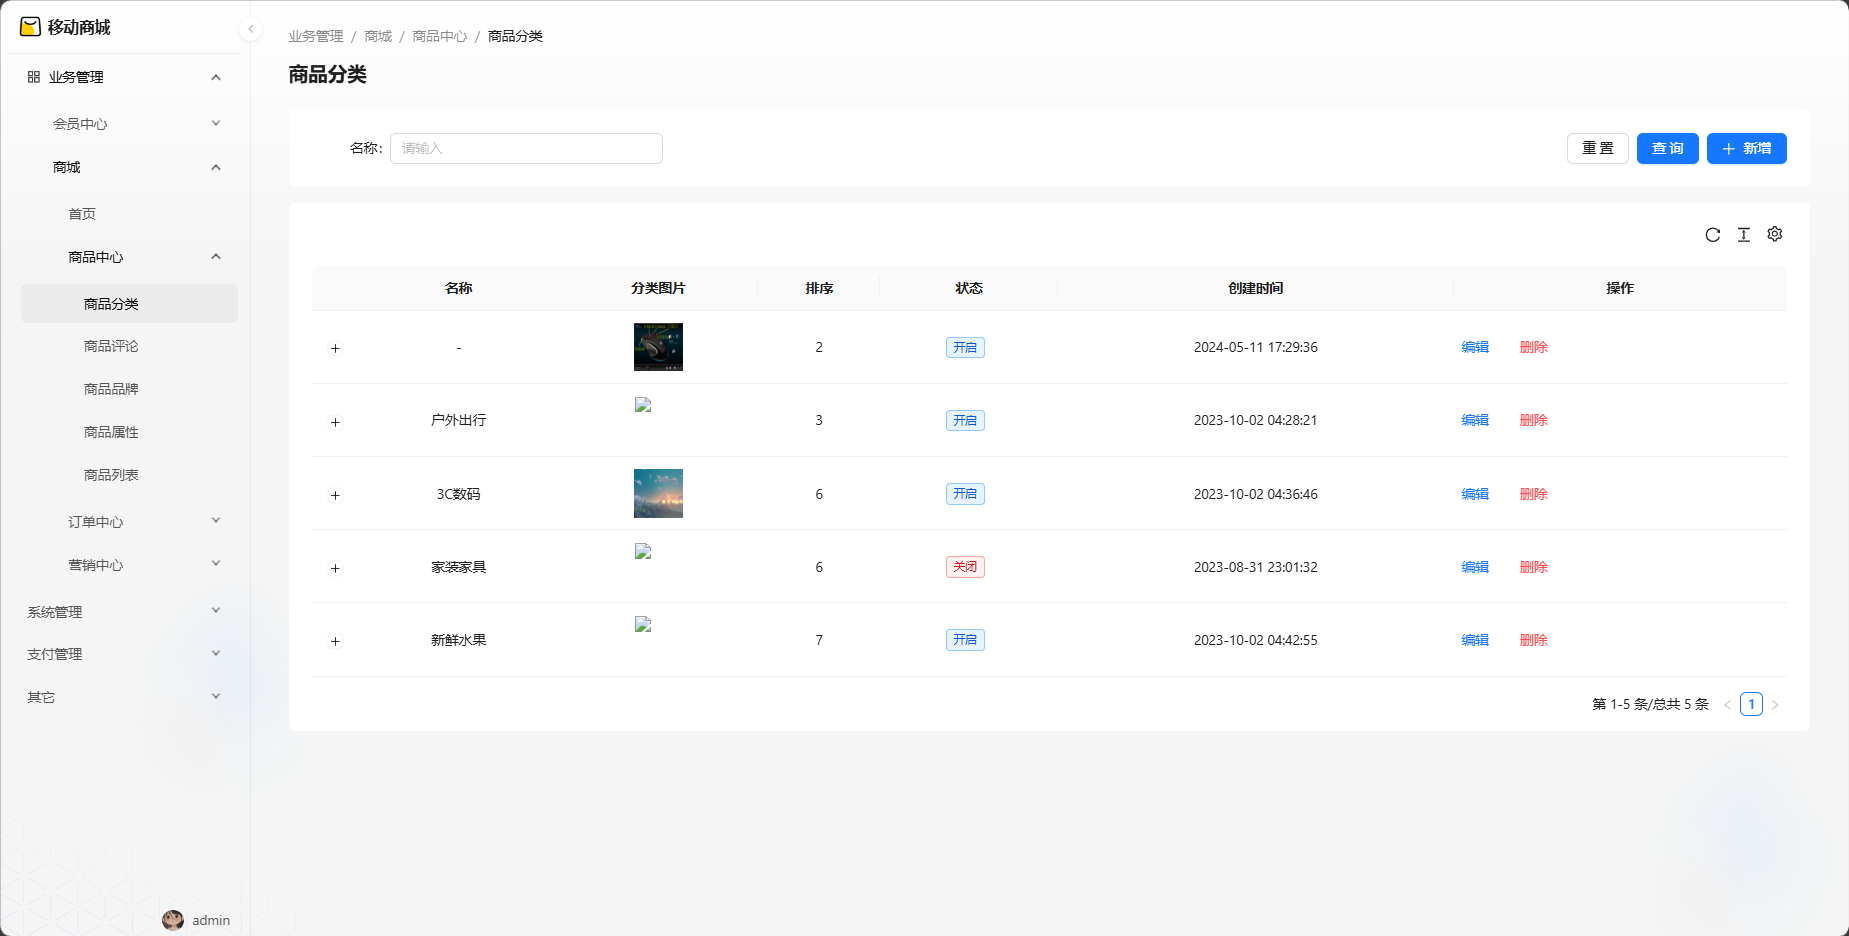 移动商城
业务管理
会员中心
商城
首页
商品中心
商品分类
商品评论
商品品牌
商品属性
商品列表
订单中心
营销中心
系统管理
支付管理
其它
admin
业务管理 / 商城 / 商品中心 / 商品分类
商品分类
名称: 请输入 重 置 查 询 新增
名称 分类图片 排序 状态 创建时间 操作
- 2 开启 2024-05-11 17:29:36 编辑 删除
户外出行 3 开启 2023-10-02 04:28:21 编辑 删除
3C数码 6 开启 2023-10-02 04:36:46 编辑 删除
家装家具 6 关闭 2023-08-31 23:01:32 编辑 删除
新鲜水果 7 开启 2023-10-02 04:42:55 编辑 删除
第 1-5 条/总共 5 条 < 1 >